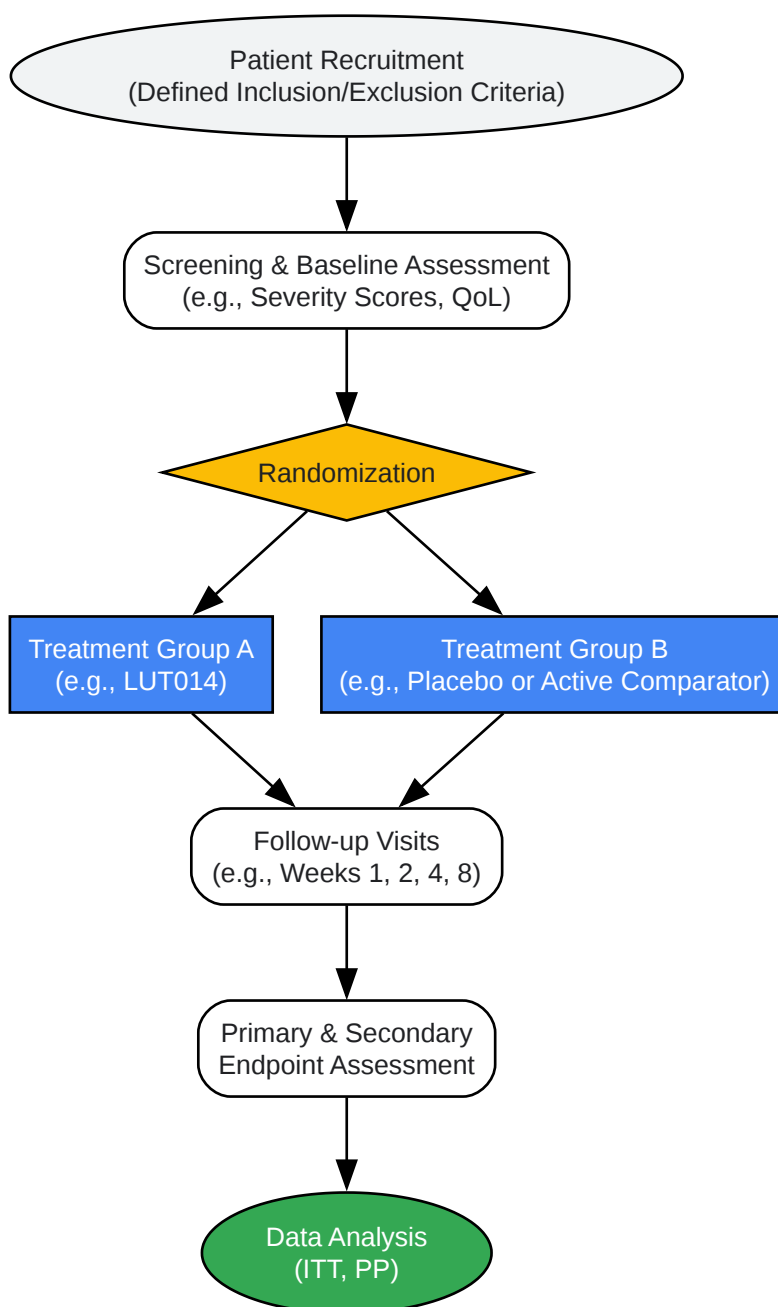 Patient Recruitment
(Defined Inclusion/Exclusion Criteria)
Screening & Baseline Assessment
(e.g., Severity Scores, QoL)
Randomization
Treatment Group A
(e.g., LUT014)
Treatment Group B
(e.g., Placebo or Active Comparator)
Follow-up Visits
(e.g., Weeks 1, 2, 4, 8)
Primary & Secondary
Endpoint Assessment
Data Analysis
(ITT, PP)